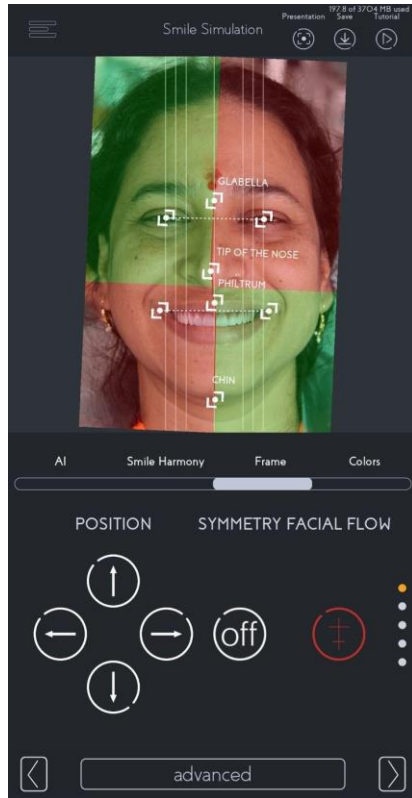 197.8 of 3704 MB used
Smile Simulation
Presentation Save Tutorial
GLABELLA
TIP OF THE NOSE
PHILTRUM
CHIN
AI Smile Harmony Frame Colors
POSITION SYMMETRY FACIAL FLOW
off
advanced